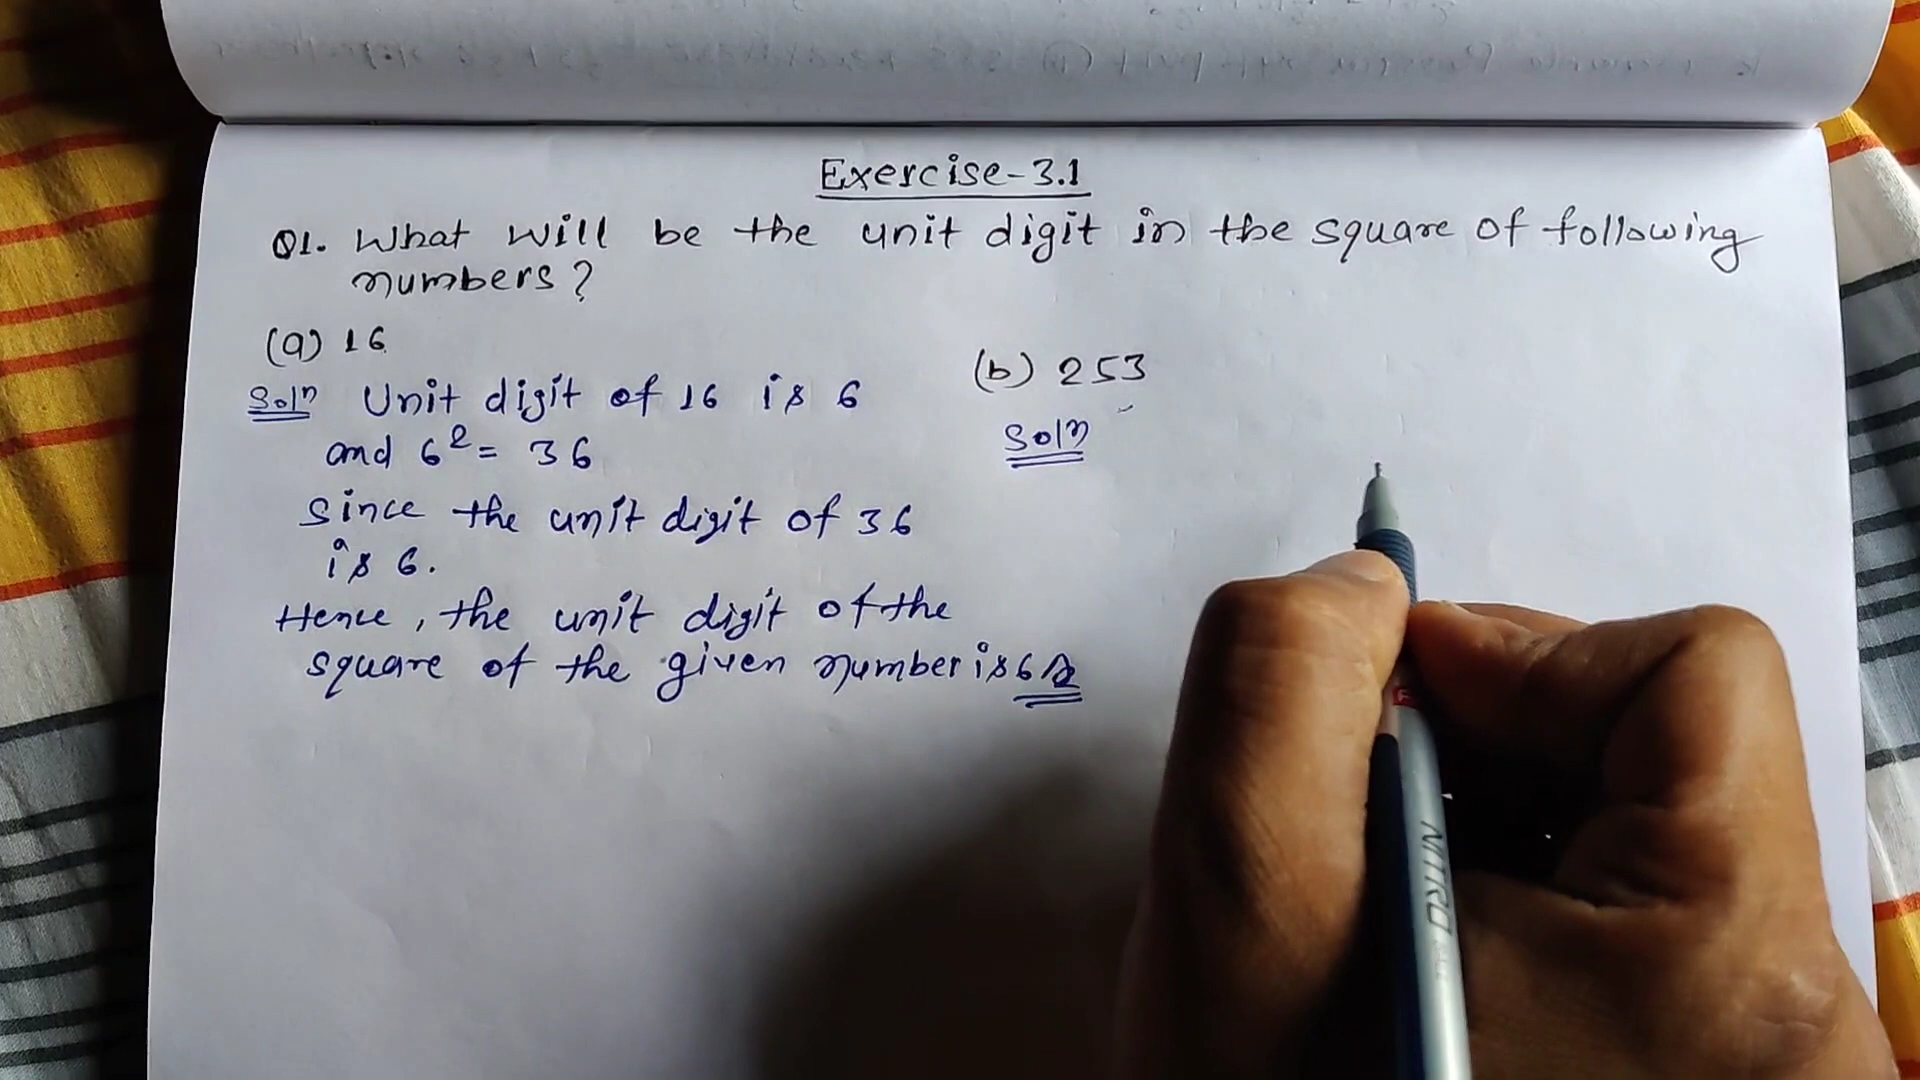 Exercise-3.1
Q1. What will be the unit digit in the square of following
numbers?
(a) 16
Soln Unit digit of 16 is 6
and 6²= 36
Since the unit digit of 36
is 6.
Hence, the unit digit of the
square of the given number is 6
(b) 253
Soln
NITRO